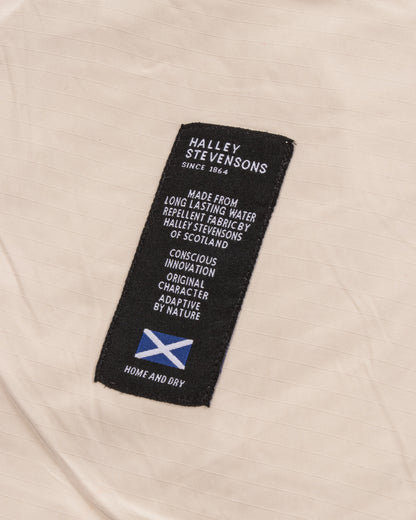 HALLEY
STEVENSONS
SINCE 1864
MADE FROM
LONG LASTING WATER
REPELLENT FABRIC BY
HALLEY STEVENSONS
OF SCOTLAND
CONSCIOUS
INNOVATION
ORIGINAL
CHARACTER
ADAPTIVE
BY NATURE
HOME AND DRY